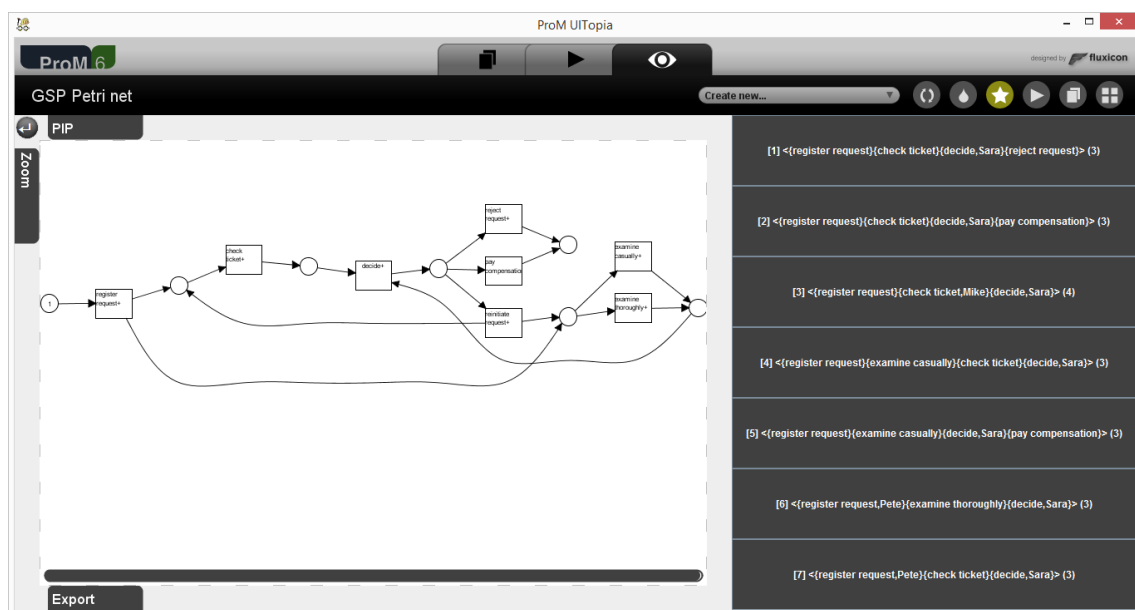 ProM UITopia
ProM 6
designed by fluxicon
GSP Petri net
Create new...
PIP
Zoom
1
register
request+
check
ticket+
decide+
reject
request+
pay
compensatio
reinitiate
request+
examine
casually+
examine
thoroughly+
Export
[1] <{register request}{check ticket}{decide,Sara}{reject request}> (3)
[2] <{register request}{check ticket}{decide,Sara}{pay compensation}> (3)
[3] <{register request}{check ticket,Mike}{decide,Sara}> (4)
[4] <{register request}{examine casually}{check ticket}{decide,Sara}> (3)
[5] <{register request}{examine casually}{decide,Sara}{pay compensation}> (3)
[6] <{register request,Pete}{examine thoroughly}{decide,Sara}> (3)
[7] <{register request,Pete}{check ticket}{decide,Sara}> (3)